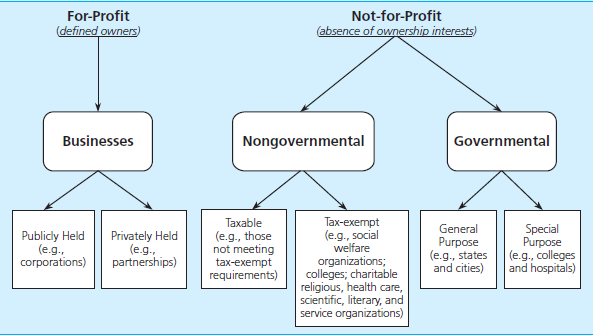 For-Profit
(defined owners)
Not-for-Profit
(absence of ownership interests)
Businesses
Nongovernmental
Governmental
Publicly Held
(e.g.,
corporations)
Privately Held
(e.g.,
partnerships)
Taxable
(e.g., those
not meeting
tax-exempt
requirements)
Tax-exempt
(e.g., social
welfare
organizations;
colleges; charitable
religious, health care,
scientific, literary, and
service organizations)
General
Purpose
(e.g., states
and cities)
Special
Purpose
(e.g., colleges
and hospitals)